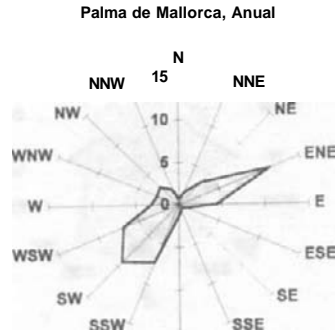 Palma de Mallorca, Anual
N
NNW 15 NNE
NW 10 NE
WNW 5 ENE
W 0 E
WSW ESE
SW SE
SSW SSE